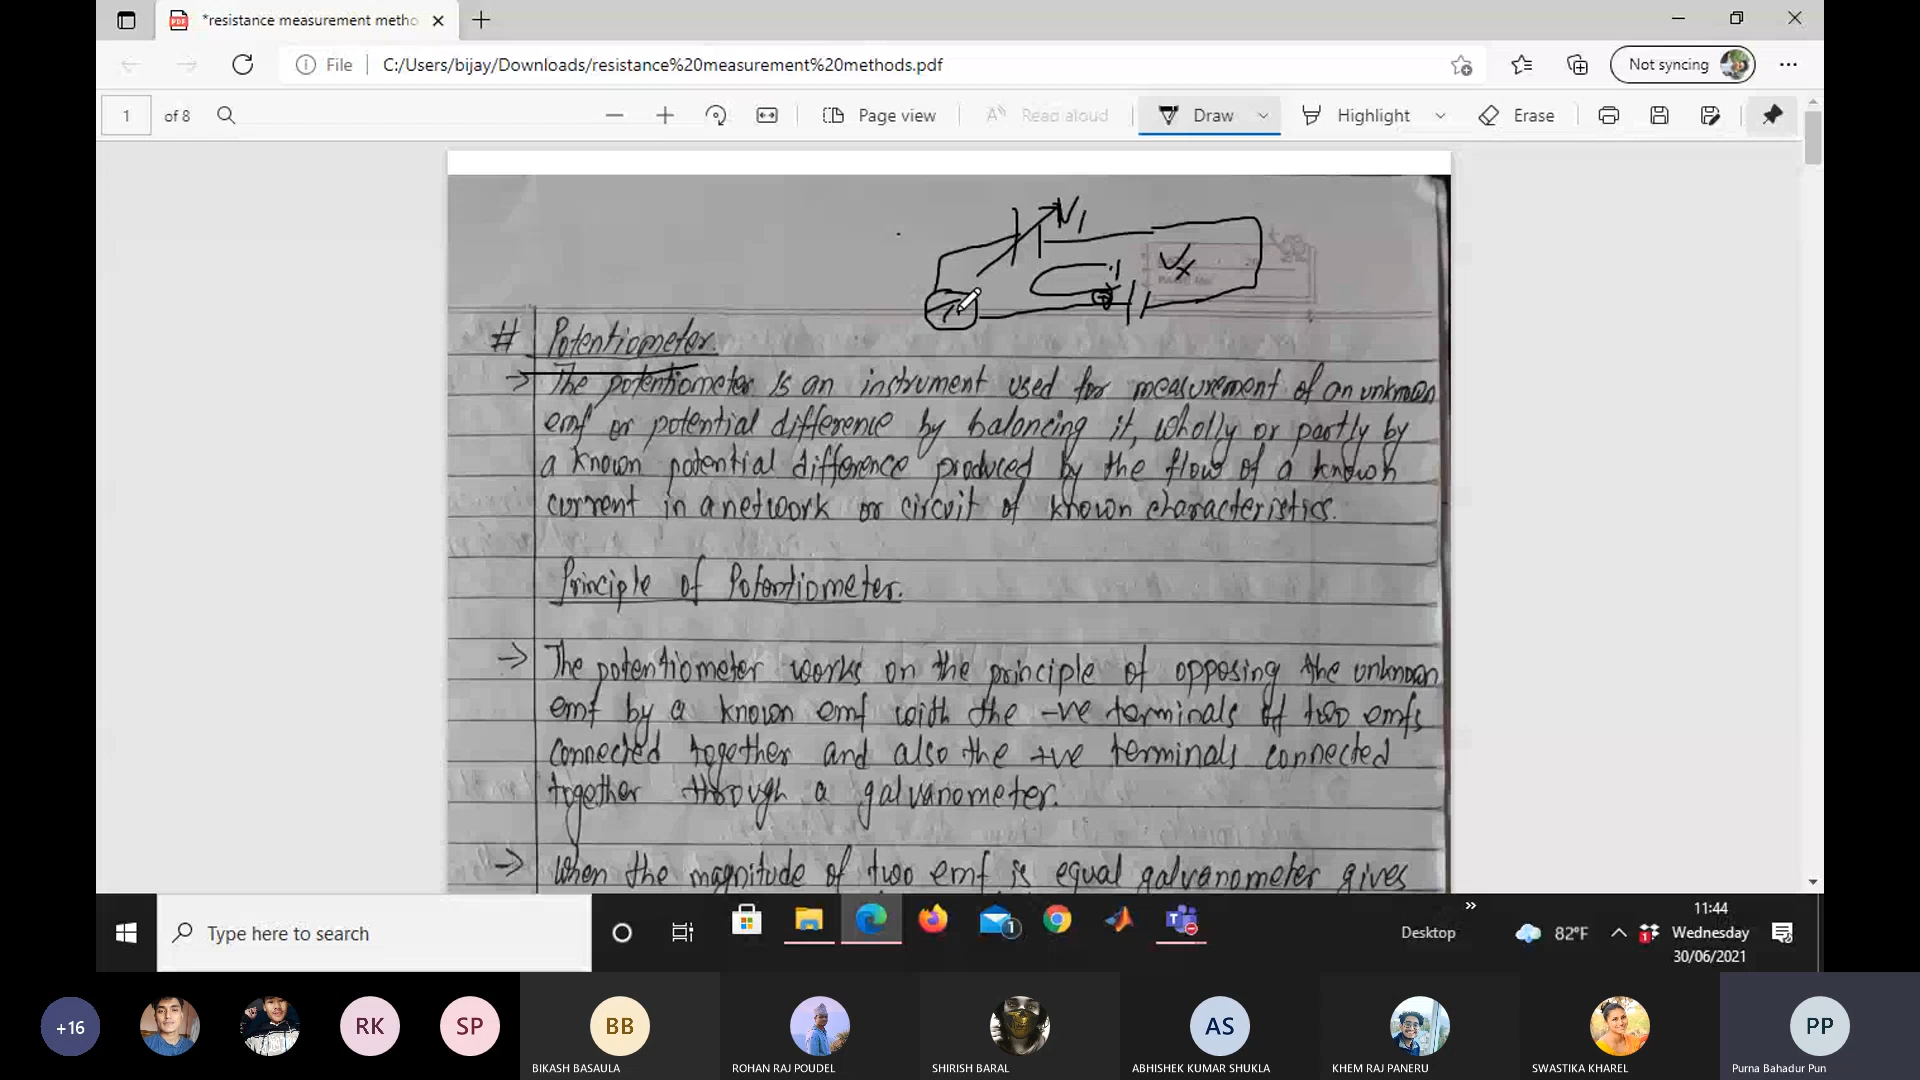 *resistance measurement metho
File
C:/Users/bijay/Downloads/resistance%20measurement%20methods.pdf
Not syncing
1 of 8
Page view
Read aloud
Draw
Highlight
Erase
V1
Vx
# Potentiometer.
→ The potentiometer is an instrument used for measurement of an unknown
emf or potential difference by balancing it, wholly or partly by
a known potential difference produced by the flow of a known
current in a network or circuit of known characteristics.
Principle of Potentiometer.
→ The potentiometer works on the principle of opposing the unknown
emf by a known emf with the -ve terminals of two emfs
connected together and also the +ve terminals connected
together through a galvanometer.
→ When the magnitude of two emf is equal galvanometer gives
Type here to search
1
Desktop
82°F
1
11:44
Wednesday
30/06/2021
+16
RK
SP
BB
AS
PP
BIKASH BASAULA
ROHAN RAJ POUDEL
SHIRISH BARAL
ABHISHEK KUMAR SHUKLA
KHEM RAJ PANERU
SWASTIKA KHAREL
Purna Bahadur Pun